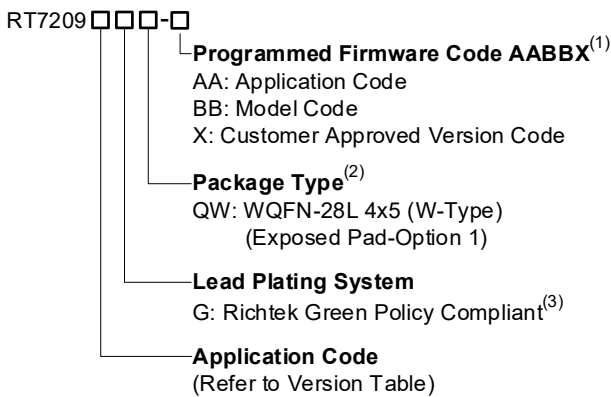 RT7209□□□-□
Programmed Firmware Code AABBX(1)
AA: Application Code
BB: Model Code
X: Customer Approved Version Code
Package Type(2)
QW: WQFN-28L 4x5 (W-Type)
(Exposed Pad-Option 1)
Lead Plating System
G: Richtek Green Policy Compliant(3)
Application Code
(Refer to Version Table)